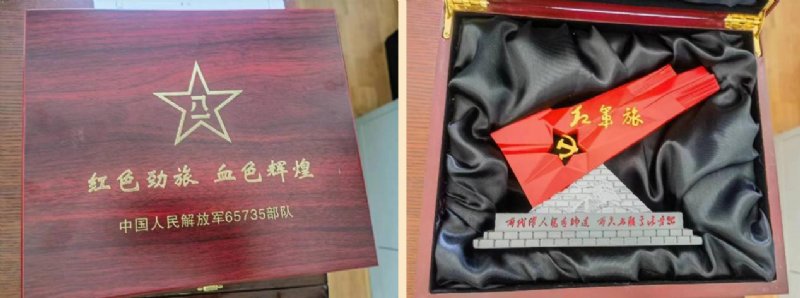 八一
红色劲旅 血色辉煌
中国人民解放军65735部队
红军旅